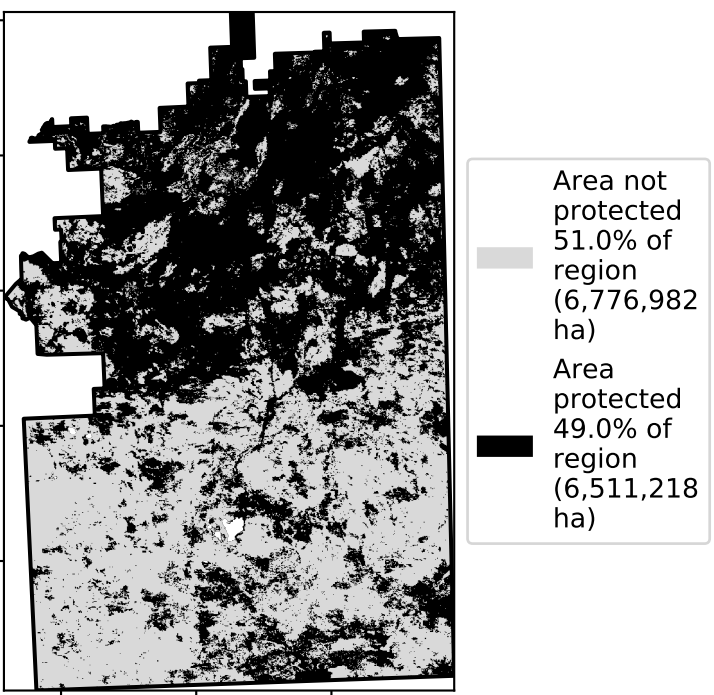 Area not
protected
51.0% of
region
(6,776,982
ha)
Area
protected
49.0% of
region
(6,511,218
ha)